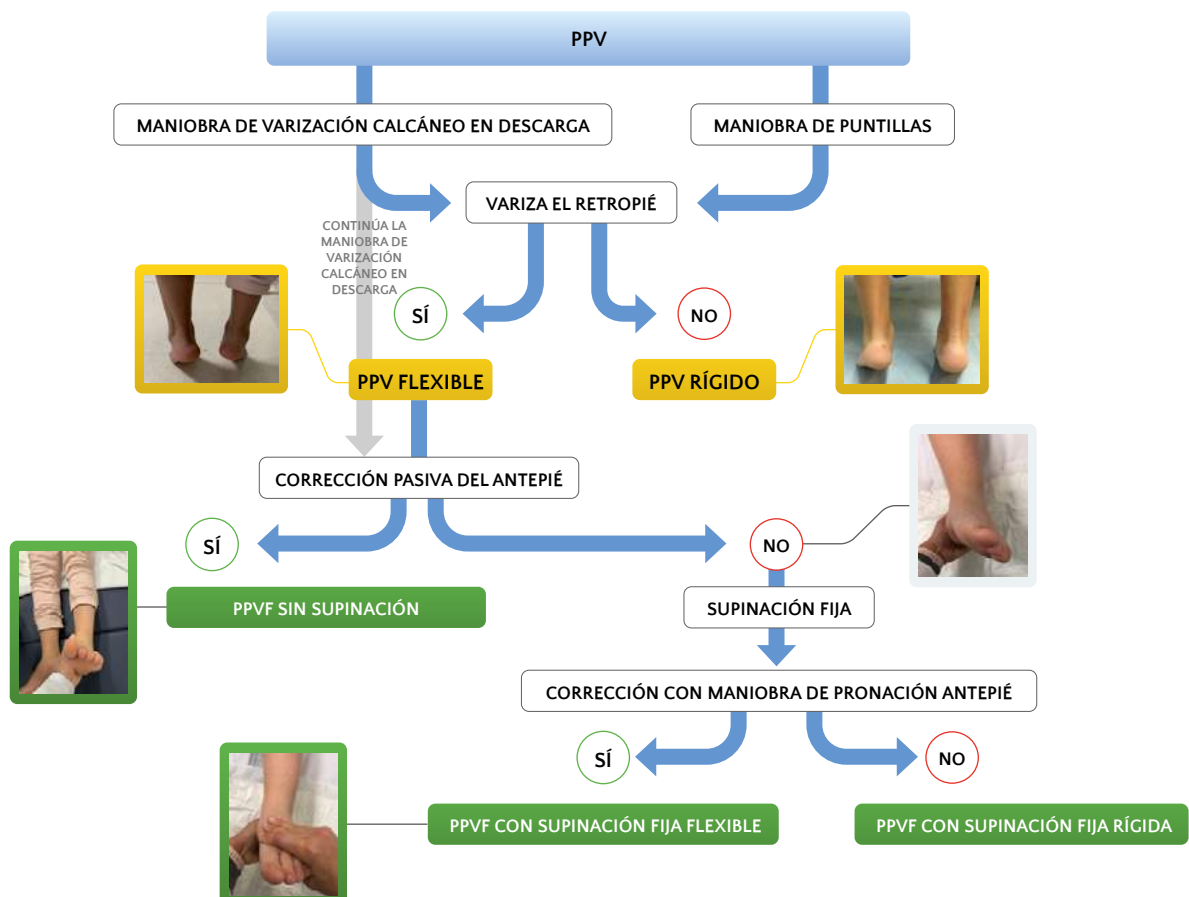 PPV
MANIOBRA DE VARIZACIÓN CALCÁNEO EN DESCARGA
MANIOBRA DE PUNTILLAS
VARIZA EL RETROPIÉ
CONTINÚA LA
MANIOBRA DE
VARIZACIÓN
CALCÁNEO EN
DESCARGA
SÍ
NO
PPV FLEXIBLE
PPV RÍGIDO
CORRECCIÓN PASIVA DEL ANTEPIÉ
SÍ
NO
PPVF SIN SUPINACIÓN
SUPINACIÓN FIJA
CORRECCIÓN CON MANIOBRA DE PRONACIÓN ANTEPIÉ
SÍ
NO
PPVF CON SUPINACIÓN FIJA FLEXIBLE
PPVF CON SUPINACIÓN FIJA RÍGIDA